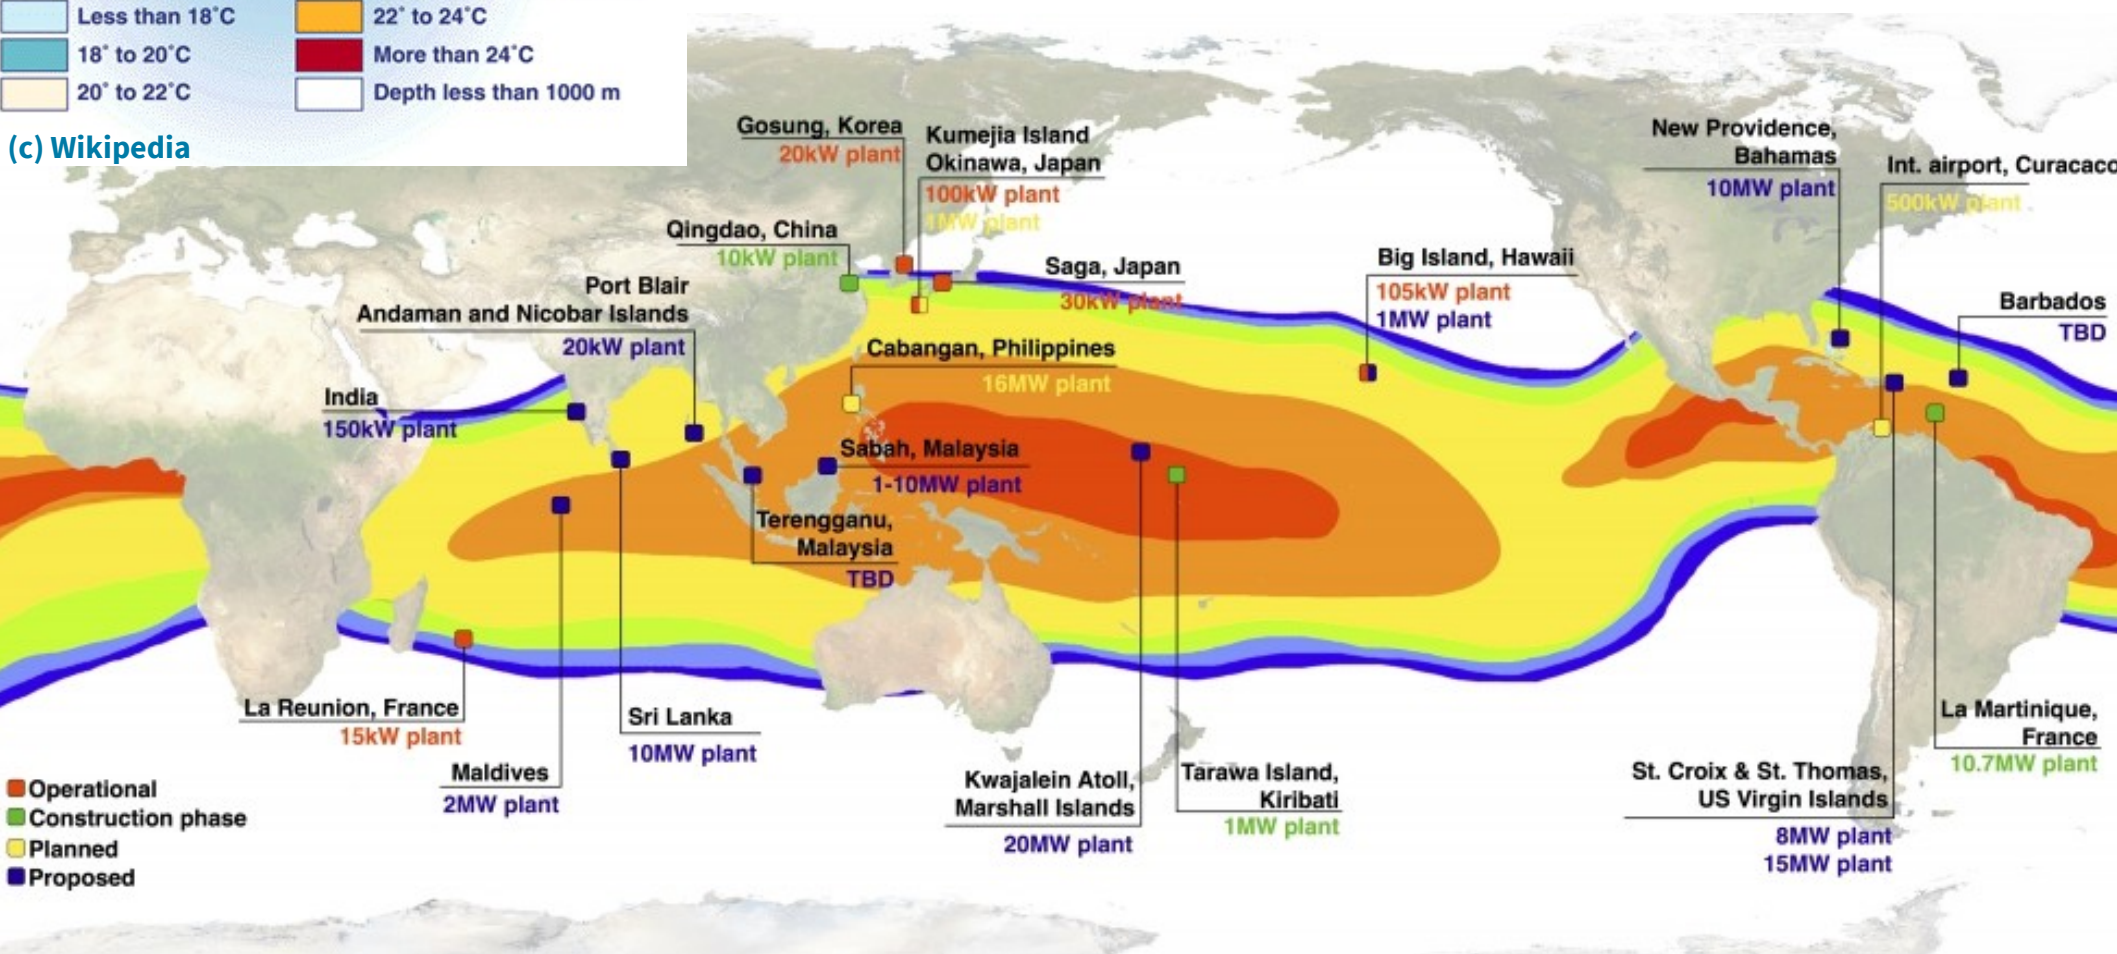 Less than 18˚C
22˚ to 24˚C
18˚ to 20˚C
More than 24˚C
20˚ to 22˚C
Depth less than 1000 m
(c) Wikipedia
Gosung, Korea
20kW plant
Kumejia Island
Okinawa, Japan
100kW plant
1MW plant
New Providence,
Bahamas
10MW plant
Int. airport, Curacaco
500kW plant
Qingdao, China
10kW plant
Saga, Japan
30kW plant
Big Island, Hawaii
105kW plant
1MW plant
Port Blair
Andaman and Nicobar Islands
20kW plant
Barbados
TBD
Cabangan, Philippines
16MW plant
India
150kW plant
Sabah, Malaysia
1-10MW plant
Terengganu,
Malaysia
TBD
La Reunion, France
15kW plant
Sri Lanka
10MW plant
Maldives
2MW plant
Kwajalein Atoll,
Marshall Islands
20MW plant
Tarawa Island,
Kiribati
1MW plant
La Martinique,
France
10.7MW plant
St. Croix & St. Thomas,
US Virgin Islands
8MW plant
15MW plant
Operational
Construction phase
Planned
Proposed